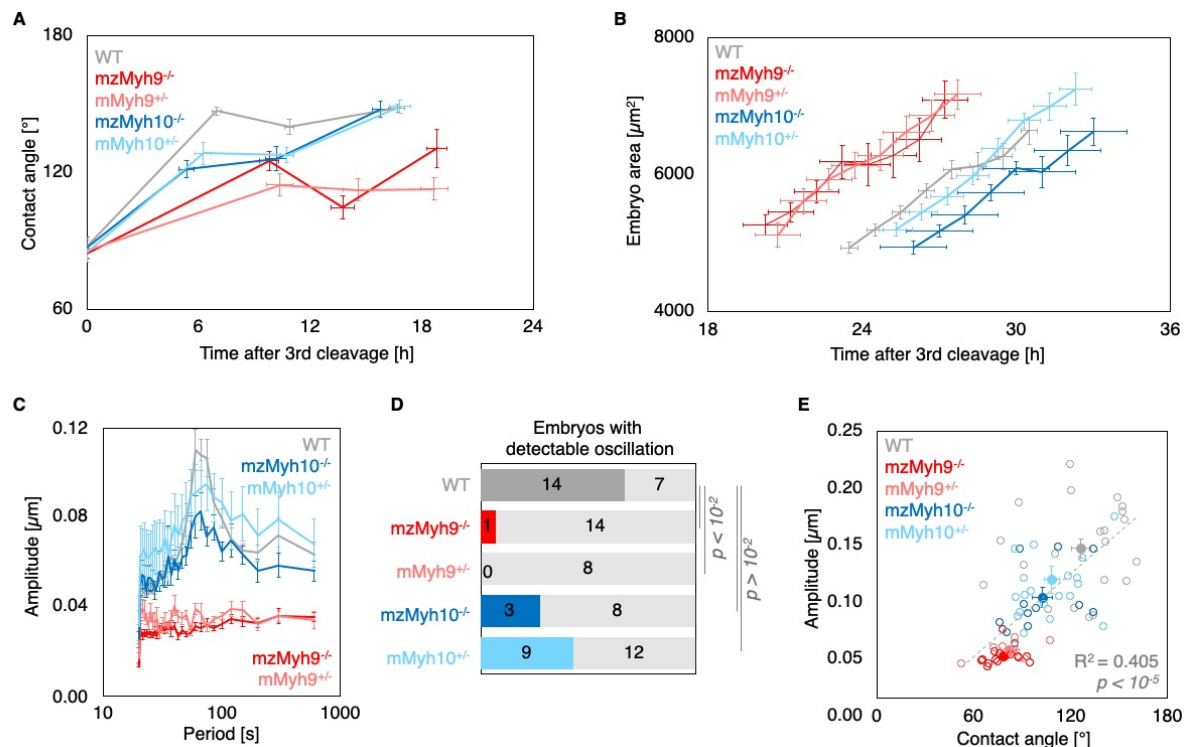 A
180
120
60
0
6
12
18
24
Contact angle [°]
Time after 3rd cleavage [h]
WT
mzMyh9-/-
mMyh9+/-
mzMyh10-/-
mMyh10+/-
B
8000
6000
4000
18
24
30
36
Embryo area [µm²]
Time after 3rd cleavage [h]
WT
mzMyh9-/-
mMyh9+/-
mzMyh10-/-
mMyh10+/-
C
0.12
0.08
0.04
0.00
10
100
1000
Amplitude [µm]
Period [s]
WT
mzMyh10-/-
mMyh10+/-
mzMyh9-/-
mMyh9+/-
D
Embryos with
detectable oscillation
WT 14 7
mzMyh9-/- 1 14
mMyh9+/- 0 8
mzMyh10-/- 3 8
mMyh10+/- 9 12
p < 10-2
p > 10-2
E
0.25
0.20
0.15
0.10
0.05
0.00
0
60
120
180
Amplitude [µm]
Contact angle [°]
WT
mzMyh9-/-
mMyh9+/-
mzMyh10-/-
mMyh10+/-
R² = 0.405
p < 10-5